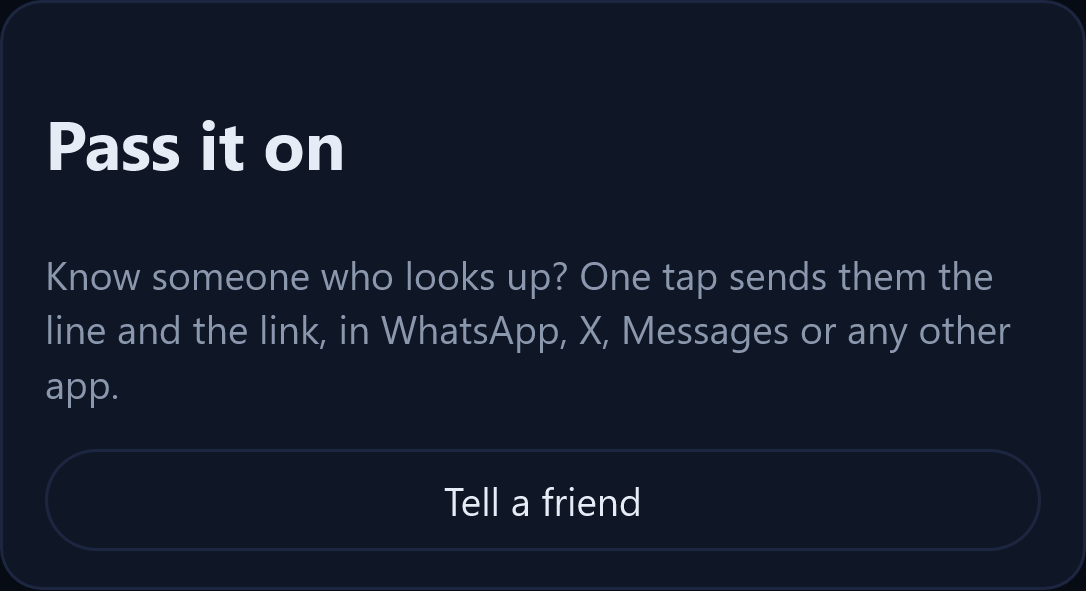 Pass it on
Know someone who looks up? One tap sends them the
line and the link, in WhatsApp, X, Messages or any other
app.
Tell a friend